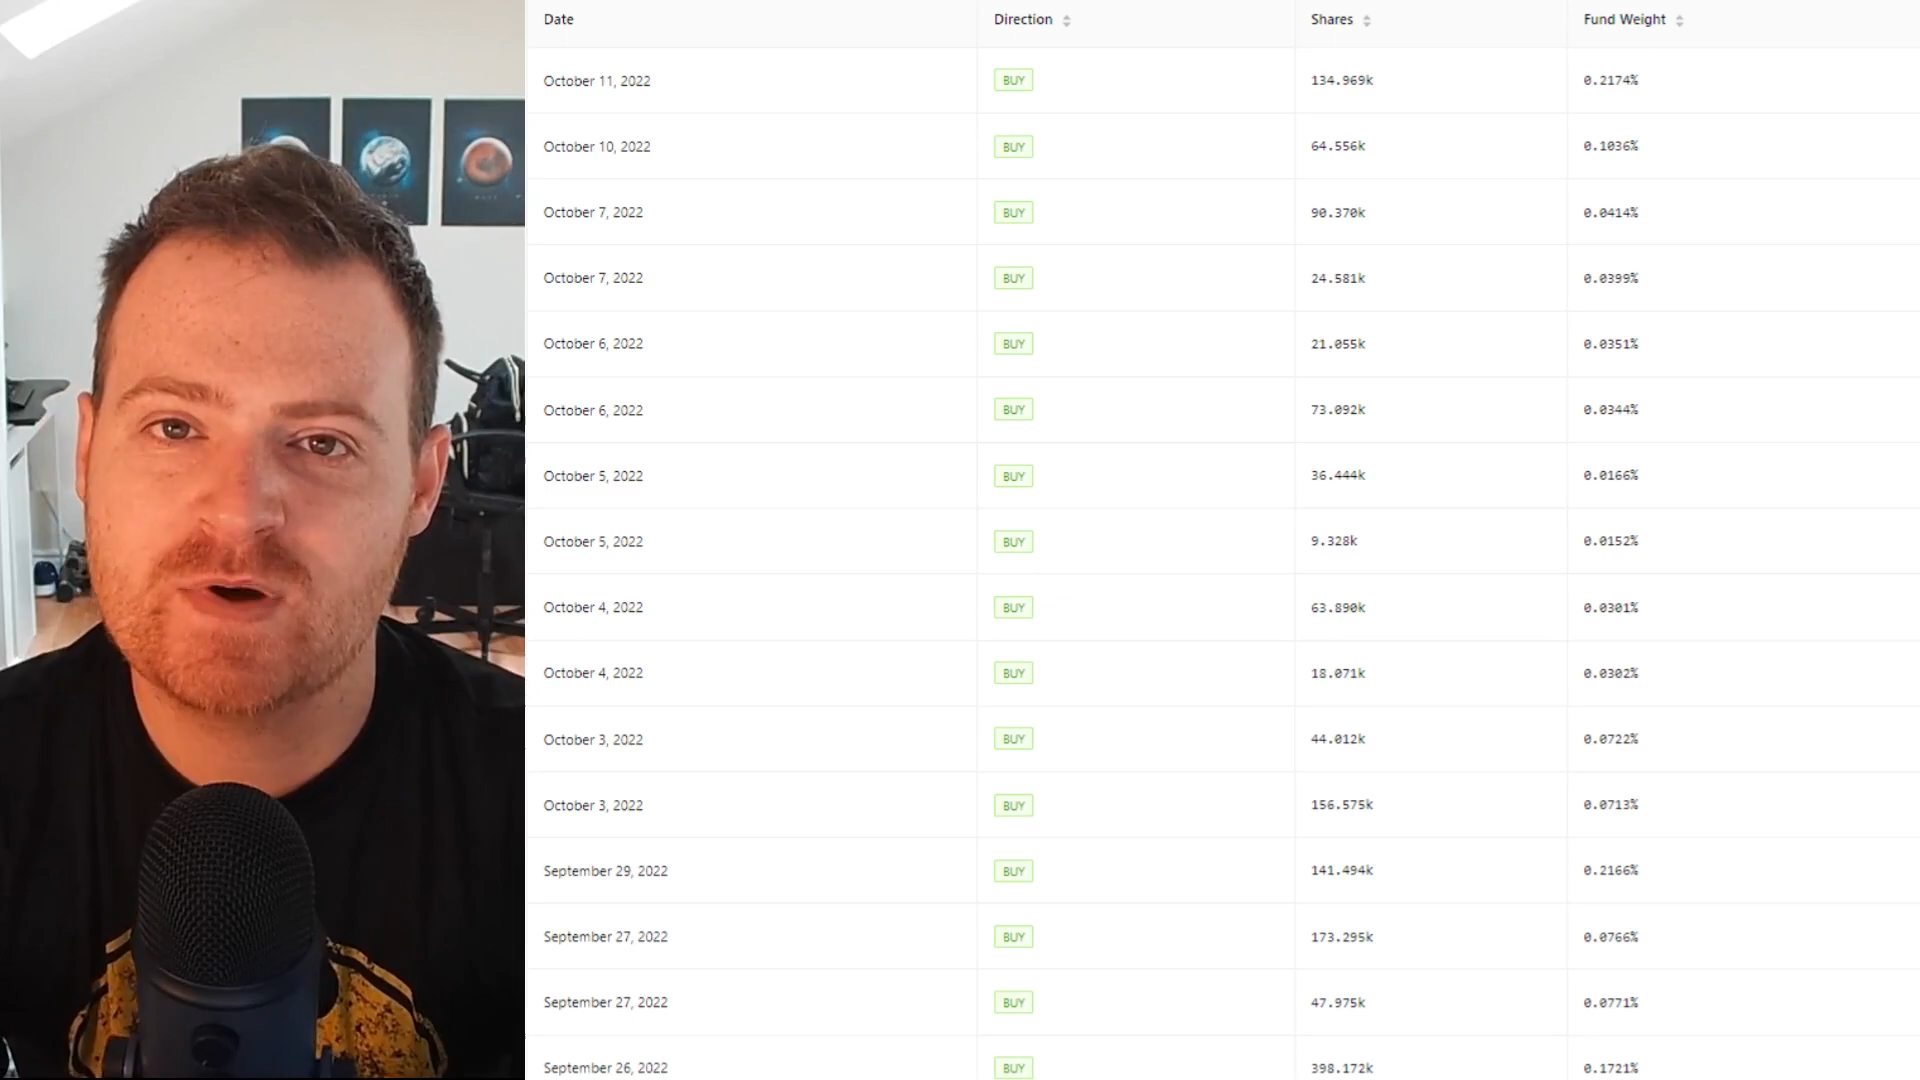 Date Direction Shares Fund Weight
October 11, 2022 BUY 134.969k 0.2174%
October 10, 2022 BUY 64.556k 0.1036%
October 7, 2022 BUY 90.370k 0.0414%
October 7, 2022 BUY 24.581k 0.0399%
October 6, 2022 BUY 21.055k 0.0351%
October 6, 2022 BUY 73.092k 0.0344%
October 5, 2022 BUY 36.444k 0.0166%
October 5, 2022 BUY 9.328k 0.0152%
October 4, 2022 BUY 63.890k 0.0301%
October 4, 2022 BUY 18.071k 0.0302%
October 3, 2022 BUY 44.012k 0.0722%
October 3, 2022 BUY 156.575k 0.0713%
September 29, 2022 BUY 141.494k 0.2166%
September 27, 2022 BUY 173.295k 0.0766%
September 27, 2022 BUY 47.975k 0.0771%
September 26, 2022 BUY 398.172k 0.1721%